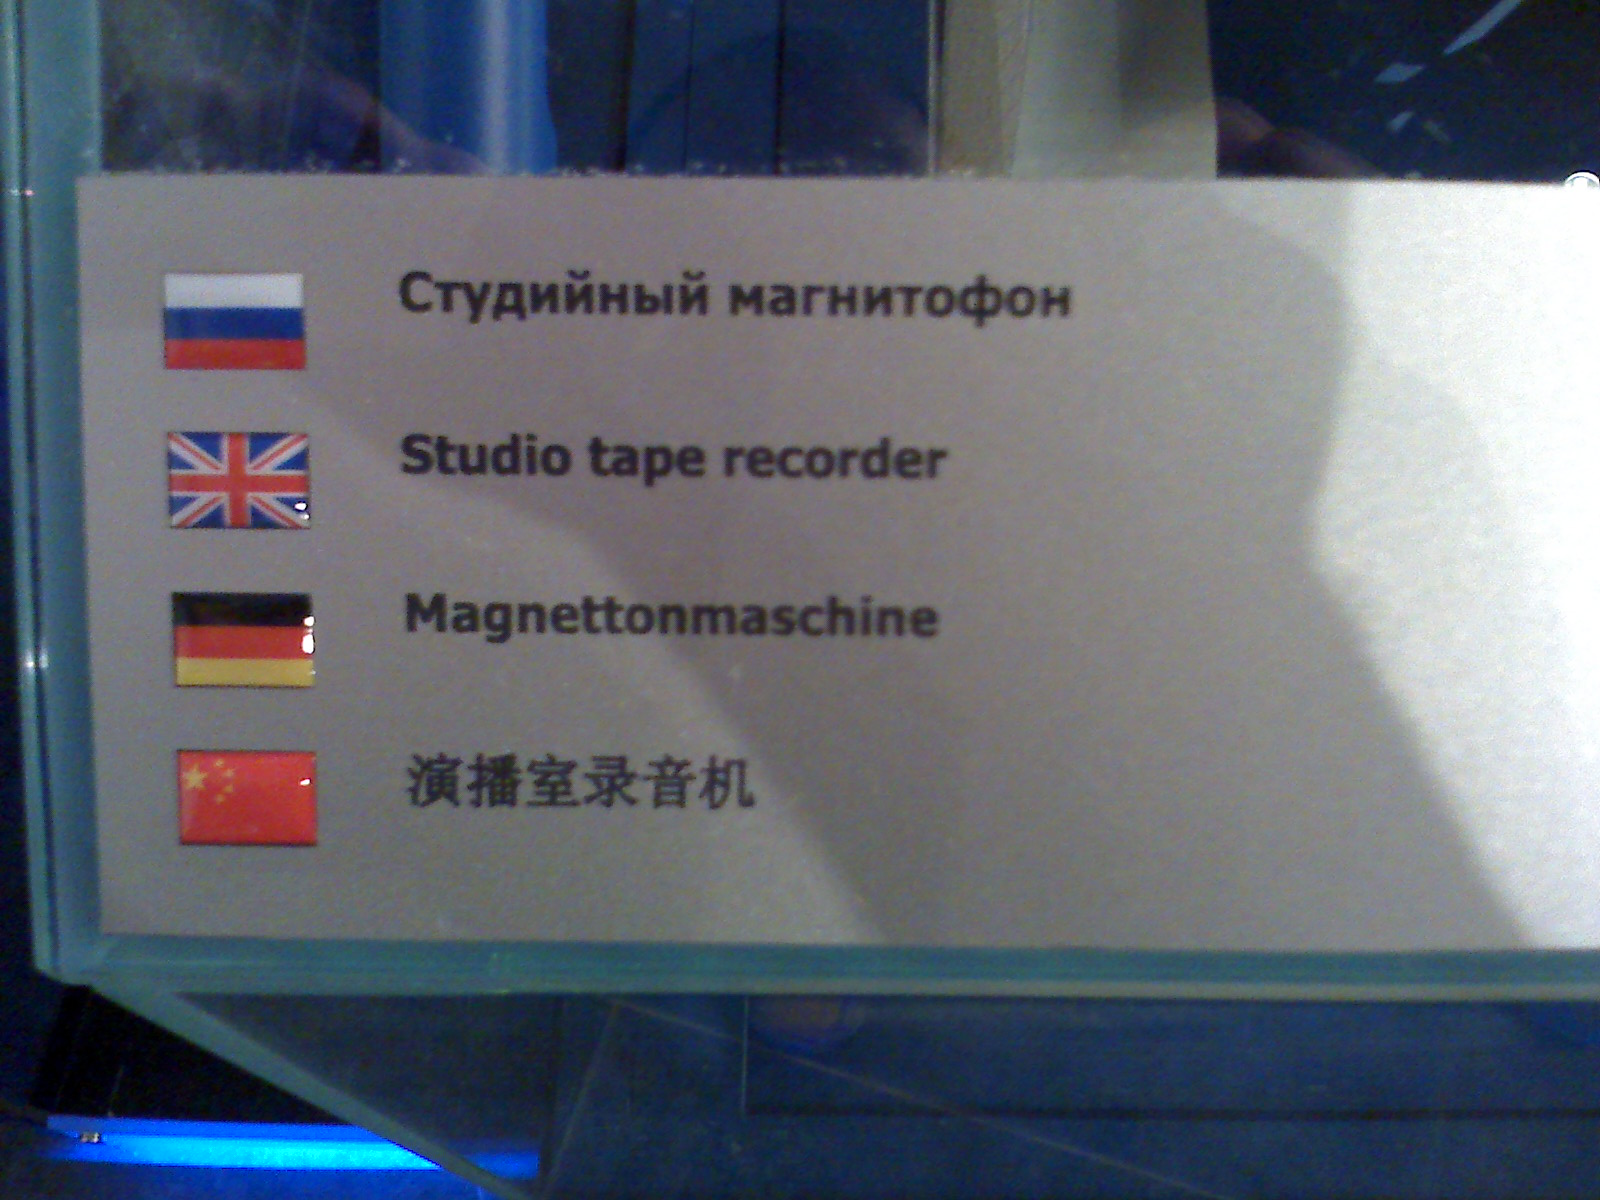 Студийный магнитофон
Studio tape recorder
Magnettonmaschine
演播室录音机